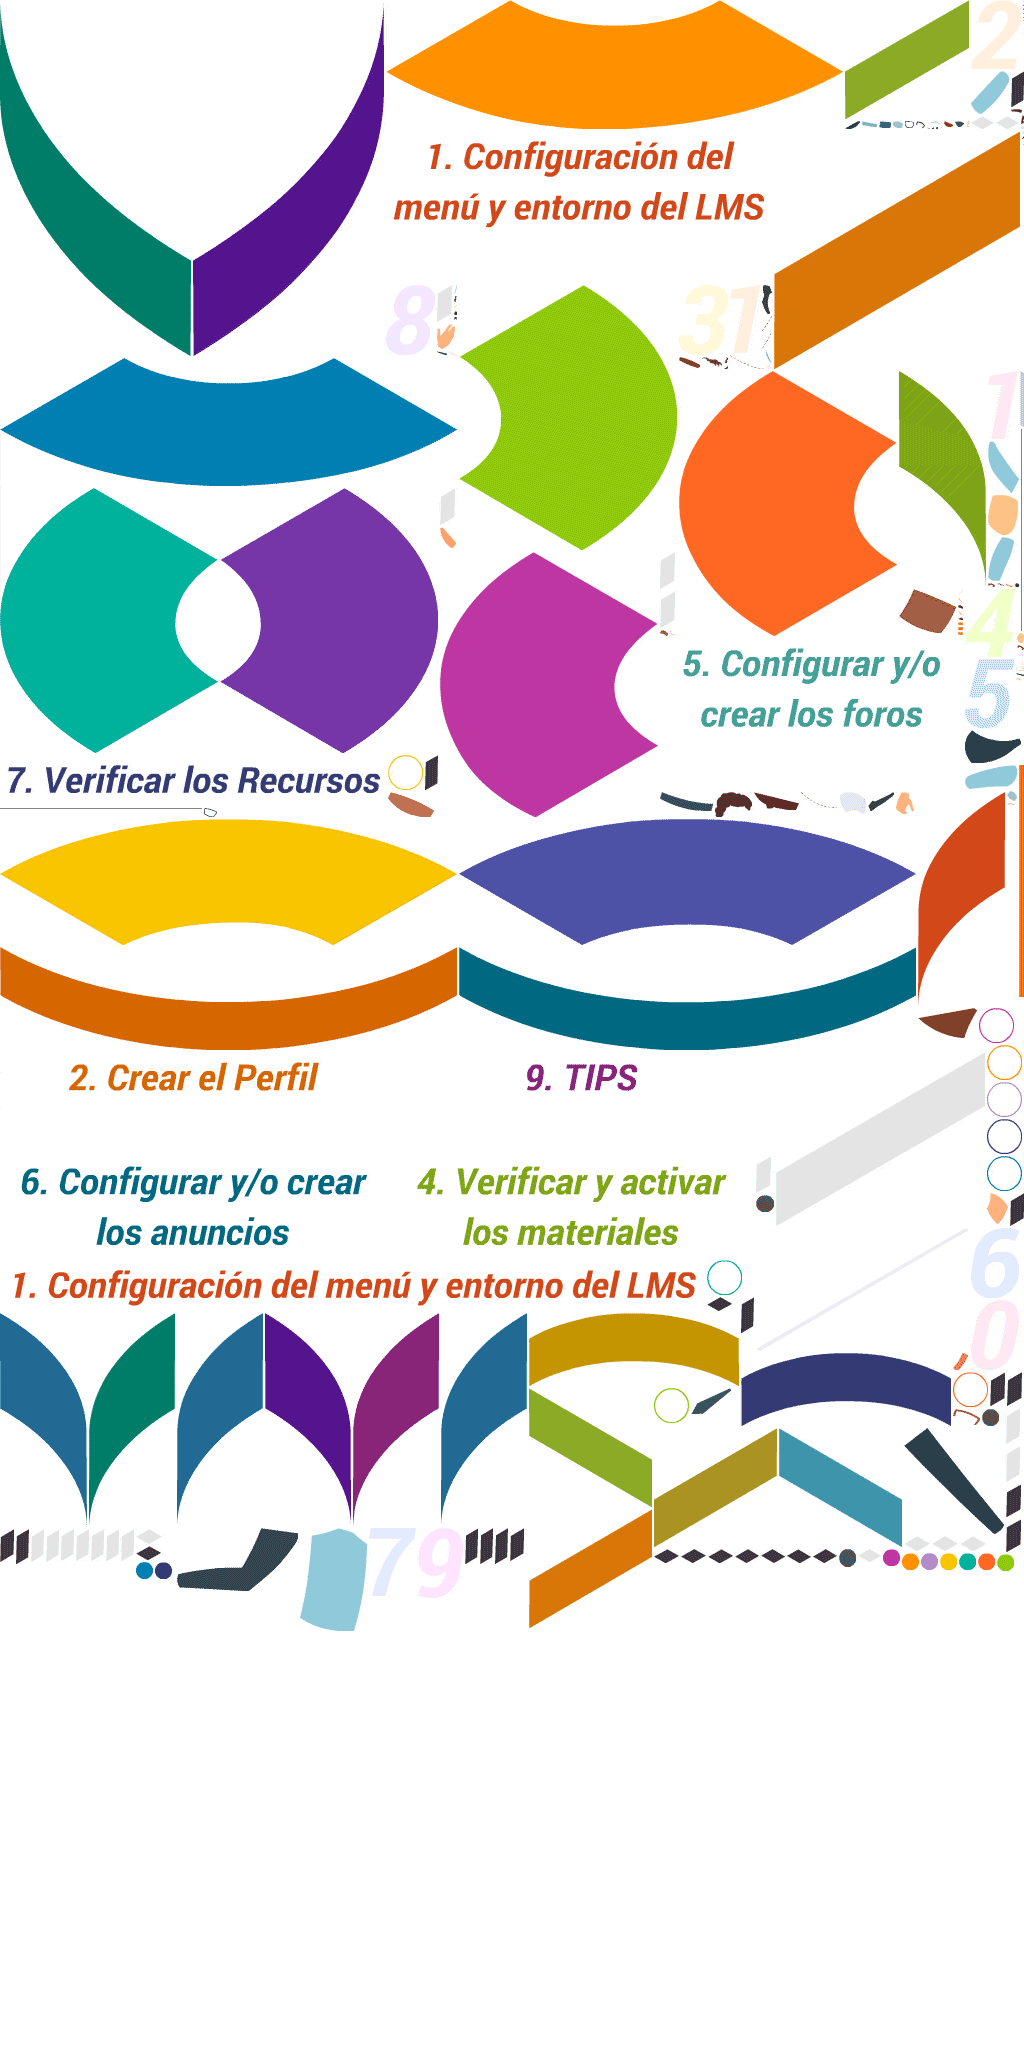 2
1. Configuración del
menú y entorno del LMS
8
31
1
4
5. Configurar y/o
crear los foros
5
7. Verificar los Recursos
2. Crear el Perfil
9. TIPS
6. Configurar y/o crear
los anuncios
4. Verificar y activar
los materiales
6
1. Configuración del menú y entorno del LMS
0
79